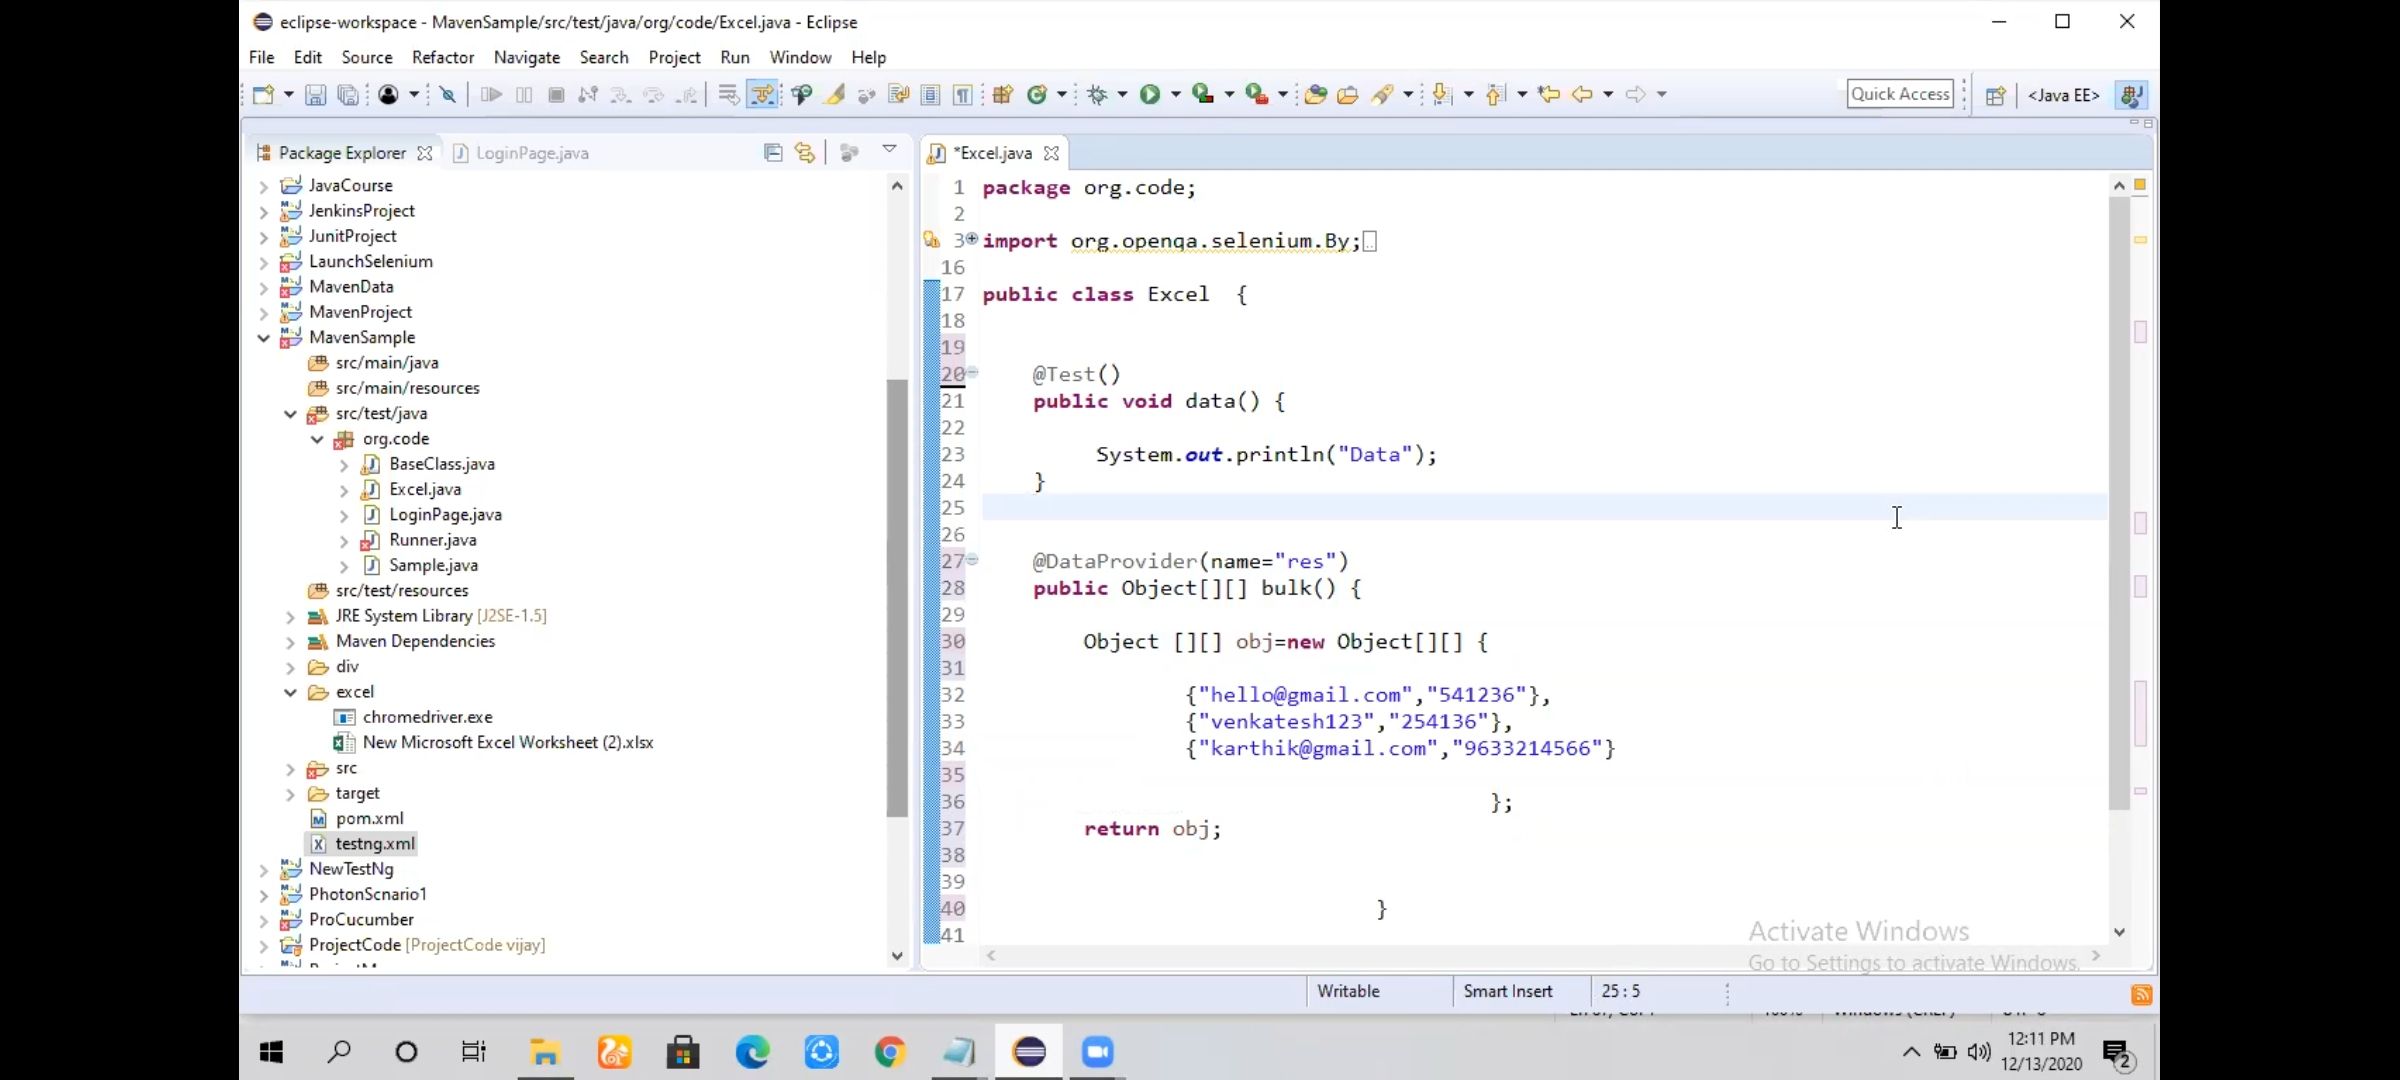 eclipse-workspace - MavenSample/src/test/java/org/code/Excel.java - Eclipse
File Edit Source Refactor Navigate Search Project Run Window Help
Quick Access
<Java EE>
Package Explorer
LoginPage.java
JavaCourse
JenkinsProject
JunitProject
LaunchSelenium
MavenData
MavenProject
MavenSample
src/main/java
src/main/resources
src/test/java
org.code
BaseClass.java
Excel.java
LoginPage.java
Runner.java
Sample.java
src/test/resources
JRE System Library [J2SE-1.5]
Maven Dependencies
div
excel
chromedriver.exe
New Microsoft Excel Worksheet (2).xlsx
src
target
pom.xml
testng.xml
NewTestNg
PhotonScnario1
ProCucumber
ProjectCode [ProjectCode vijay]
*Excel.java
1 package org.code;
2
3 import org.openqa.selenium.By;
16
17 public class Excel {
18
19
20 @Test()
21 public void data() {
22
23 System.out.println("Data");
24 }
25
26
27 @DataProvider(name="res")
28 public Object[][] bulk() {
29
30 Object [][] obj=new Object[][] {
31
32 {"hello@gmail.com","541236"},
33 {"venkatesh123","254136"},
34 {"karthik@gmail.com","9633214566"}
35
36 };
37 return obj;
38
39
40 }
41
Activate Windows
Go to Settings to activate Windows.
Writable Smart Insert 25 : 5
12:11 PM
12/13/2020
2